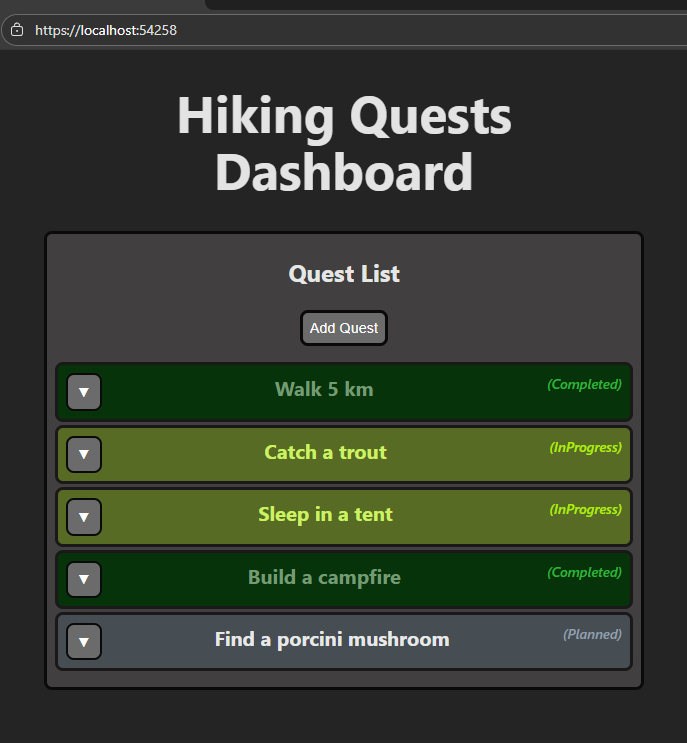 https://localhost:54258
Hiking Quests
Dashboard
Quest List
Add Quest
▼ Walk 5 km (Completed)
▼ Catch a trout (InProgress)
▼ Sleep in a tent (InProgress)
▼ Build a campfire (Completed)
▼ Find a porcini mushroom (Planned)